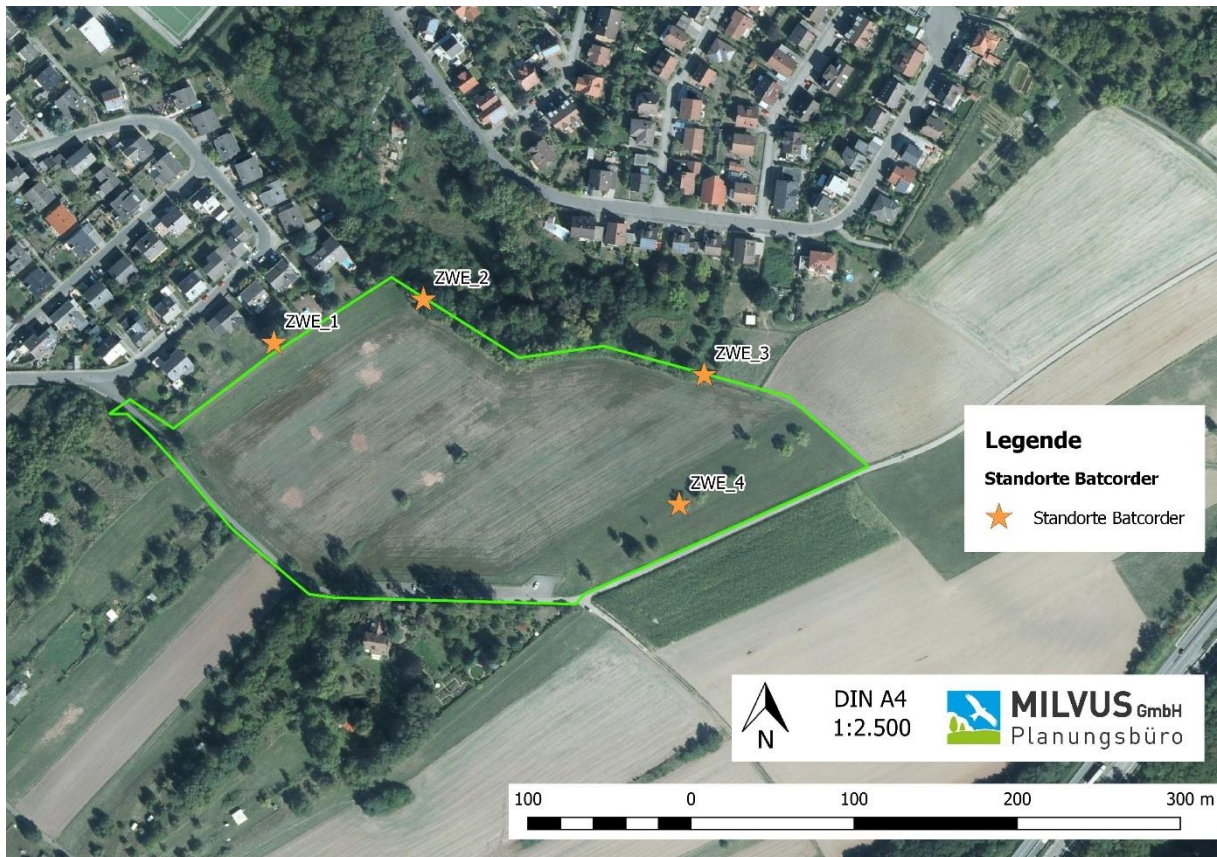 ZWE_1
ZWE_2
ZWE_3
ZWE_4
Legende
Standorte Batcorder
Standorte Batcorder
N
DIN A4
1:2.500
MILVUS GmbH
Planungsbüro
100 0 100 200 300 m